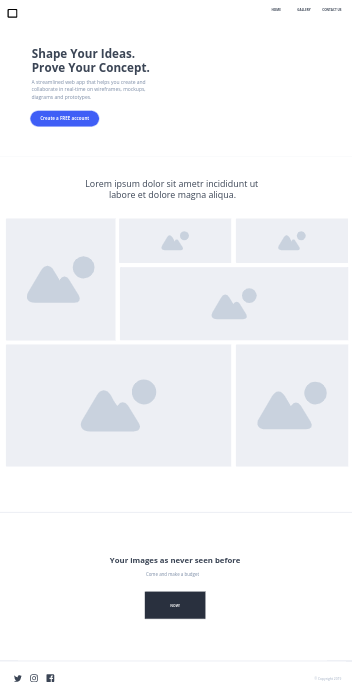 HOME GALLERY CONTACT US
Shape Your Ideas.
Prove Your Concept.
A streamlined web app that helps you create and
collaborate in real-time on wireframes, mockups,
diagrams and prototypes.
Create a FREE account
Lorem ipsum dolor sit ametr incididunt ut
labore et dolore magna aliqua.
Your images as never seen before
Come and make a budget
NOW!